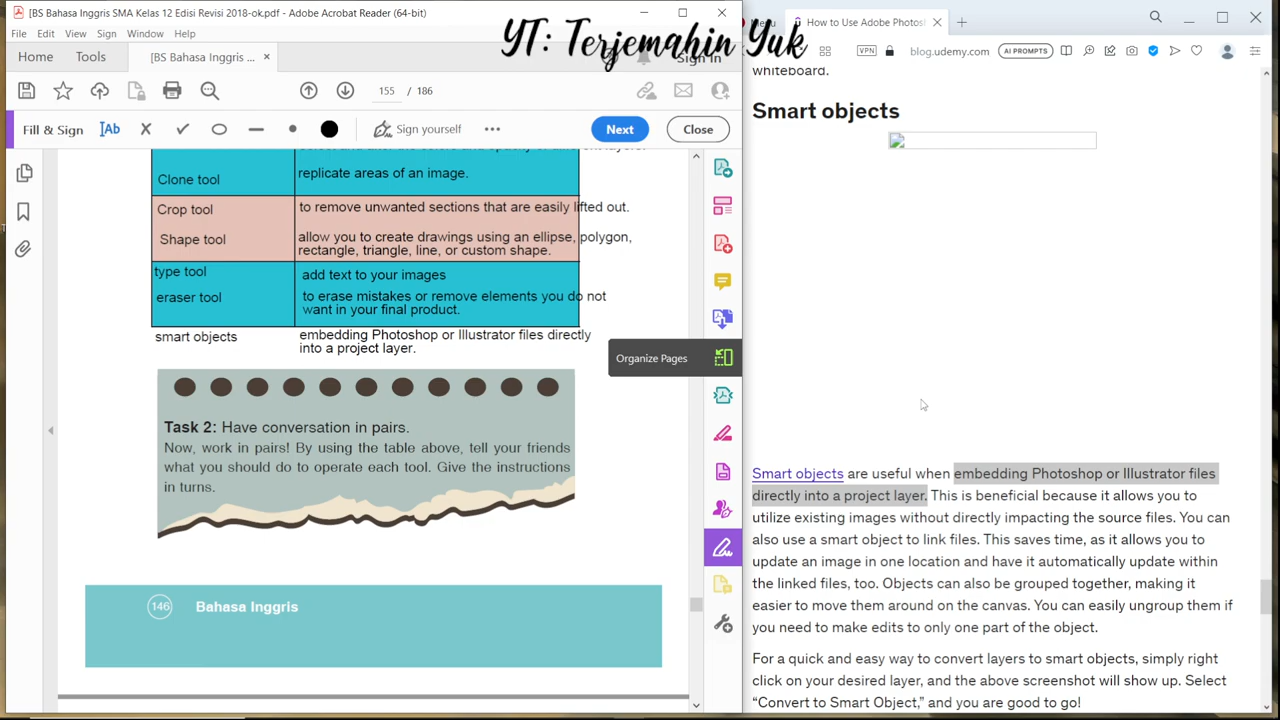 [BS Bahasa Inggris SMA Kelas 12 Edisi Revisi 2018-ok.pdf - Adobe Acrobat Reader (64-bit)
File Edit View Sign Window Help
Home Tools
[BS Bahasa Inggris ... ×
Sign In
YT: Terjemahin Yuk
155 / 186
Fill & Sign
Ab
Sign yourself
Next
Close
Clone tool
replicate areas of an image.
Crop tool
to remove unwanted sections that are easily lifted out.
Shape tool
allow you to create drawings using an ellipse, polygon,
rectangle, triangle, line, or custom shape.
type tool
add text to your images
eraser tool
to erase mistakes or remove elements you do not
want in your final product.
smart objects
embedding Photoshop or Illustrator files directly
into a project layer.
Organize Pages
Task 2: Have conversation in pairs.
Now, work in pairs! By using the table above, tell your friends
what you should do to operate each tool. Give the instructions
in turns.
146 Bahasa Inggris
How to Use Adobe Photosh
VPN
blog.udemy.com
AI PROMPTS
whiteboard.
Smart objects
Smart objects are useful when embedding Photoshop or Illustrator files
directly into a project layer. This is beneficial because it allows you to
utilize existing images without directly impacting the source files. You can
also use a smart object to link files. This saves time, as it allows you to
update an image in one location and have it automatically update within
the linked files, too. Objects can also be grouped together, making it
easier to move them around on the canvas. You can easily ungroup them if
you need to make edits to only one part of the object.
For a quick and easy way to convert layers to smart objects, simply right
click on your desired layer, and the above screenshot will show up. Select
“Convert to Smart Object,” and you are good to go!